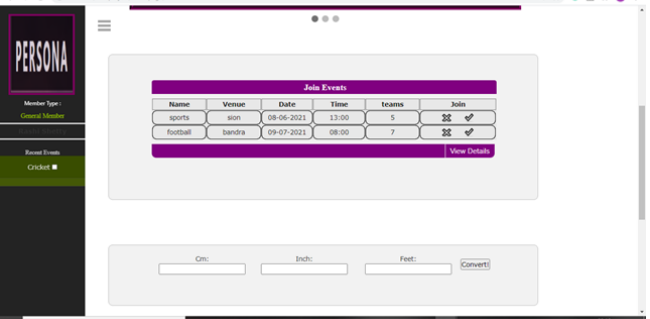 PERSONA
Member Type :
General Member
Recent Events
Cricket
Join Events
Name Venue Date Time teams Join
sports sion 08-06-2021 13:00 5
football bandra 09-07-2021 08:00 7
View Details
Cm: Inch: Feet:
Convert!